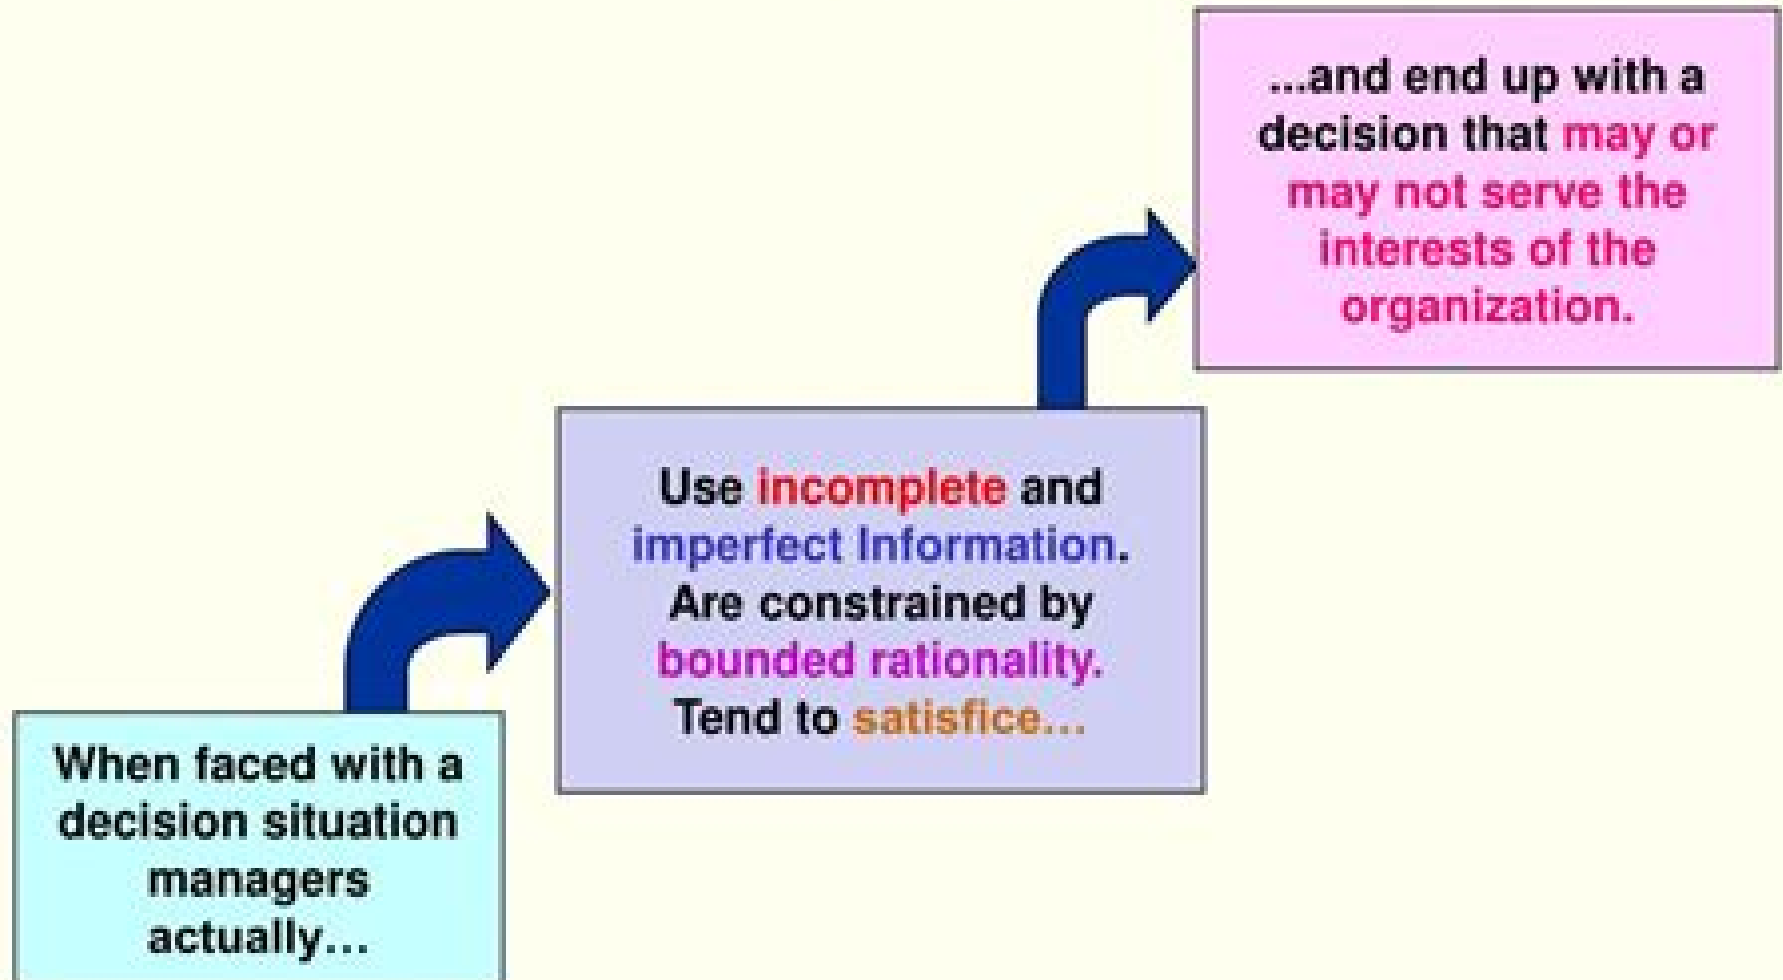 When faced with a
decision situation
managers
actually...
Use incomplete and
imperfect Information.
Are constrained by
bounded rationality.
Tend to satisfice...
...and end up with a
decision that may or
may not serve the
interests of the
organization.